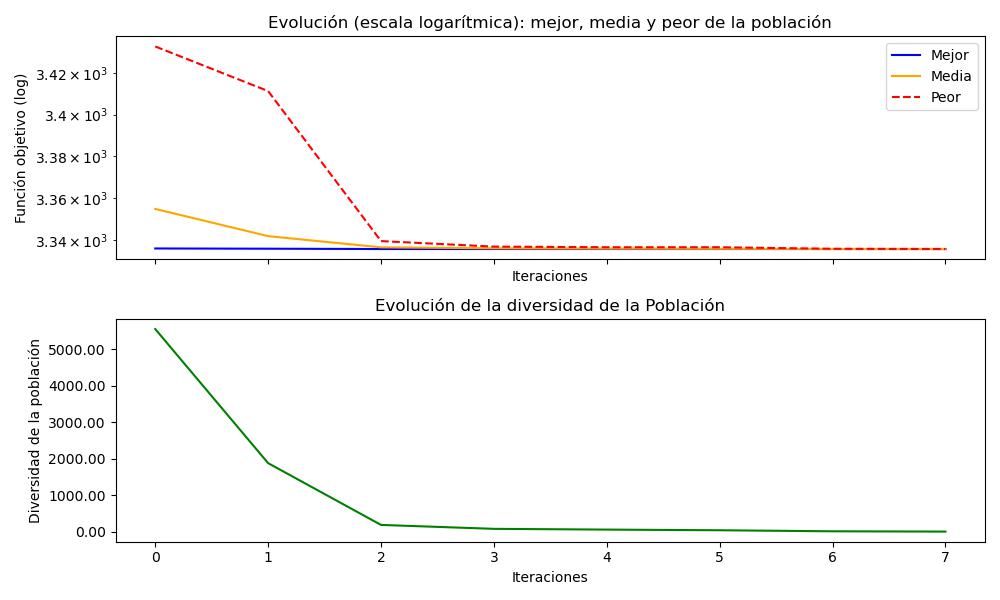 Evolución (escala logarítmica): mejor, media y peor de la población
Función objetivo (log)
3.42 × 10³
3.4 × 10³
3.38 × 10³
3.36 × 10³
3.34 × 10³
Mejor
Media
Peor
Iteraciones
Evolución de la diversidad de la Población
Diversidad de la población
5000.00
4000.00
3000.00
2000.00
1000.00
0.00
0 1 2 3 4 5 6 7
Iteraciones